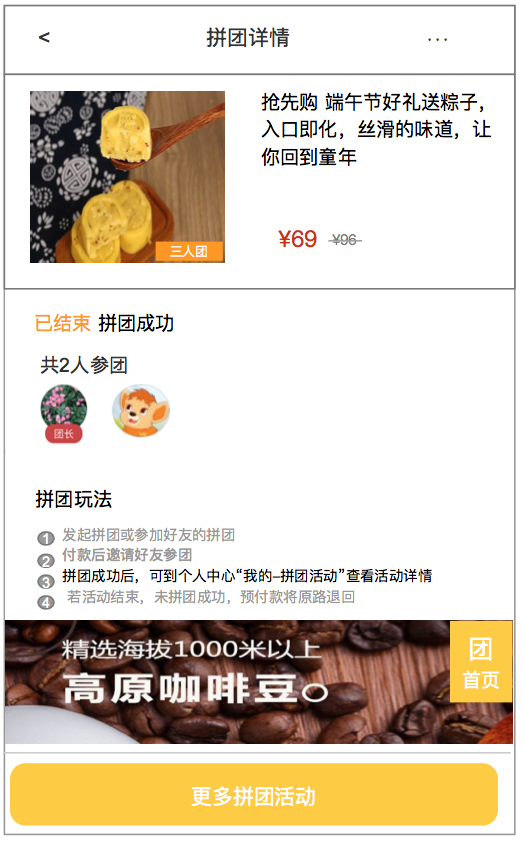 <
拼团详情
...
抢先购 端午节好礼送粽子，
入口即化，丝滑的味道，让
你回到童年
三人团
¥69 ¥96
已结束 拼团成功
共2人参团
团长
拼团玩法
1 发起拼团或参加好友的拼团
2 付款后邀请好友参团
3 拼团成功后，可到个人中心“我的–拼团活动”查看活动详情
4 若活动结束，未拼团成功，预付款将原路退回
精选海拔1000米以上
高原咖啡豆。
团
首页
更多拼团活动